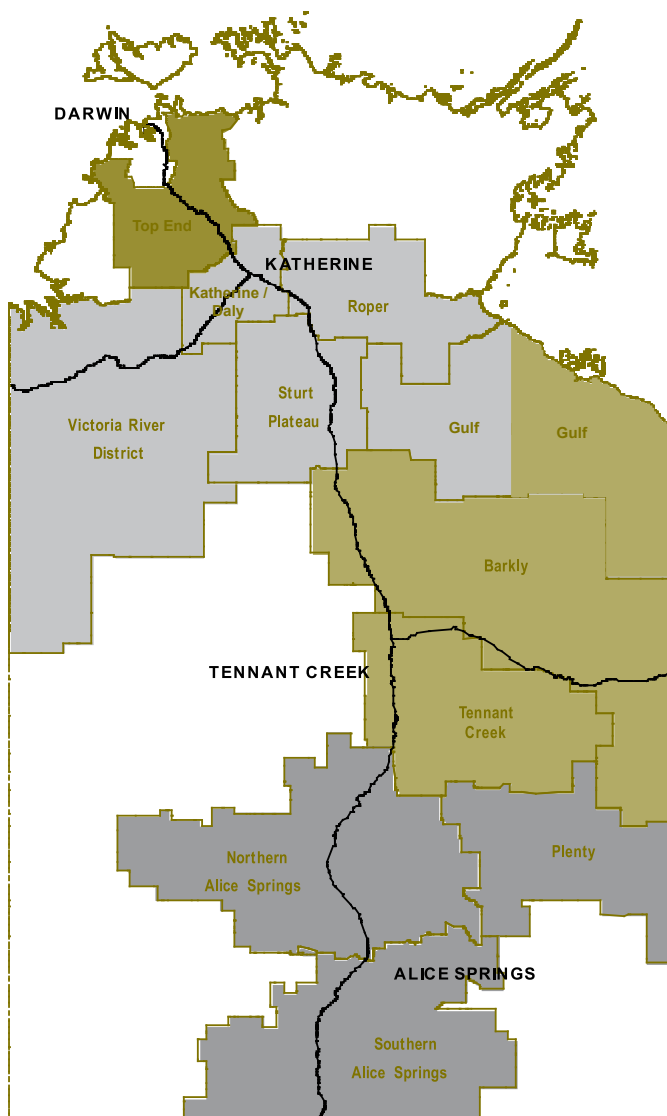 DARWIN
Top End
KATHERINE
Katherine /
Daly
Roper
Sturt
Plateau
Victoria River
District
Gulf
Gulf
Barkly
TENNANT CREEK
Tennant
Creek
Northern
Alice Springs
Plenty
ALICE SPRINGS
Southern
Alice Springs